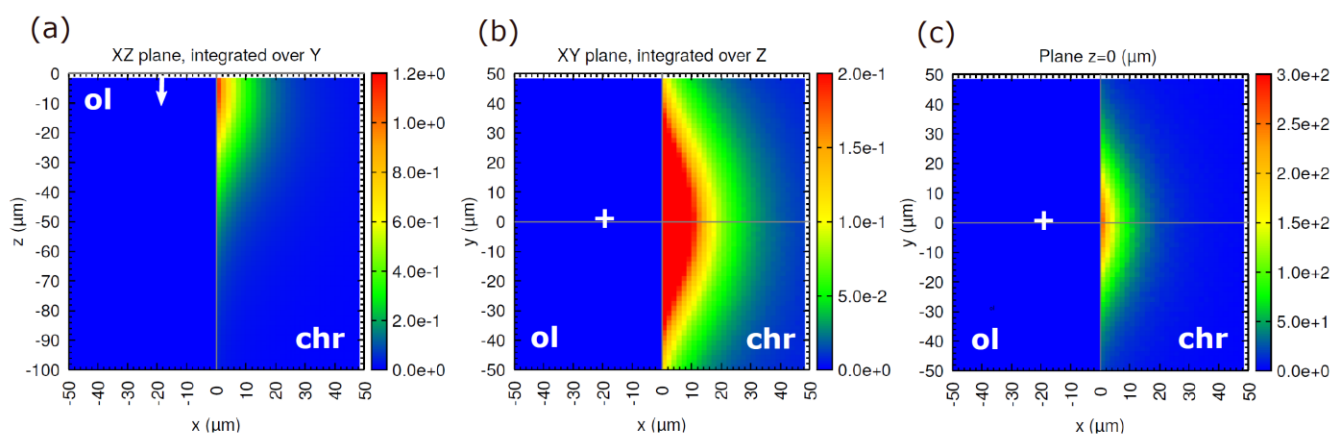 (a)
XZ plane, integrated over Y
0
-10
-20
-30
-40
-50
-60
-70
-80
-90
-100
z (µm)
ol
chr
-50
-40
-30
-20
-10
0
10
20
30
40
50
x (µm)
1.2e+0
1.0e+0
8.0e-1
6.0e-1
4.0e-1
2.0e-1
0.0e+0
(b)
XY plane, integrated over Z
50
40
30
20
10
0
-10
-20
-30
-40
-50
y (µm)
+
ol
chr
-50
-40
-30
-20
-10
0
10
20
30
40
50
x (µm)
2.0e-1
1.5e-1
1.0e-1
5.0e-2
0.0e+0
(c)
Plane z=0 (µm)
50
40
30
20
10
0
-10
-20
-30
-40
-50
y (µm)
+
ol
chr
-50
-40
-30
-20
-10
0
10
20
30
40
50
x (µm)
3.0e+2
2.5e+2
2.0e+2
1.5e+2
1.0e+2
5.0e+1
0.0e+0